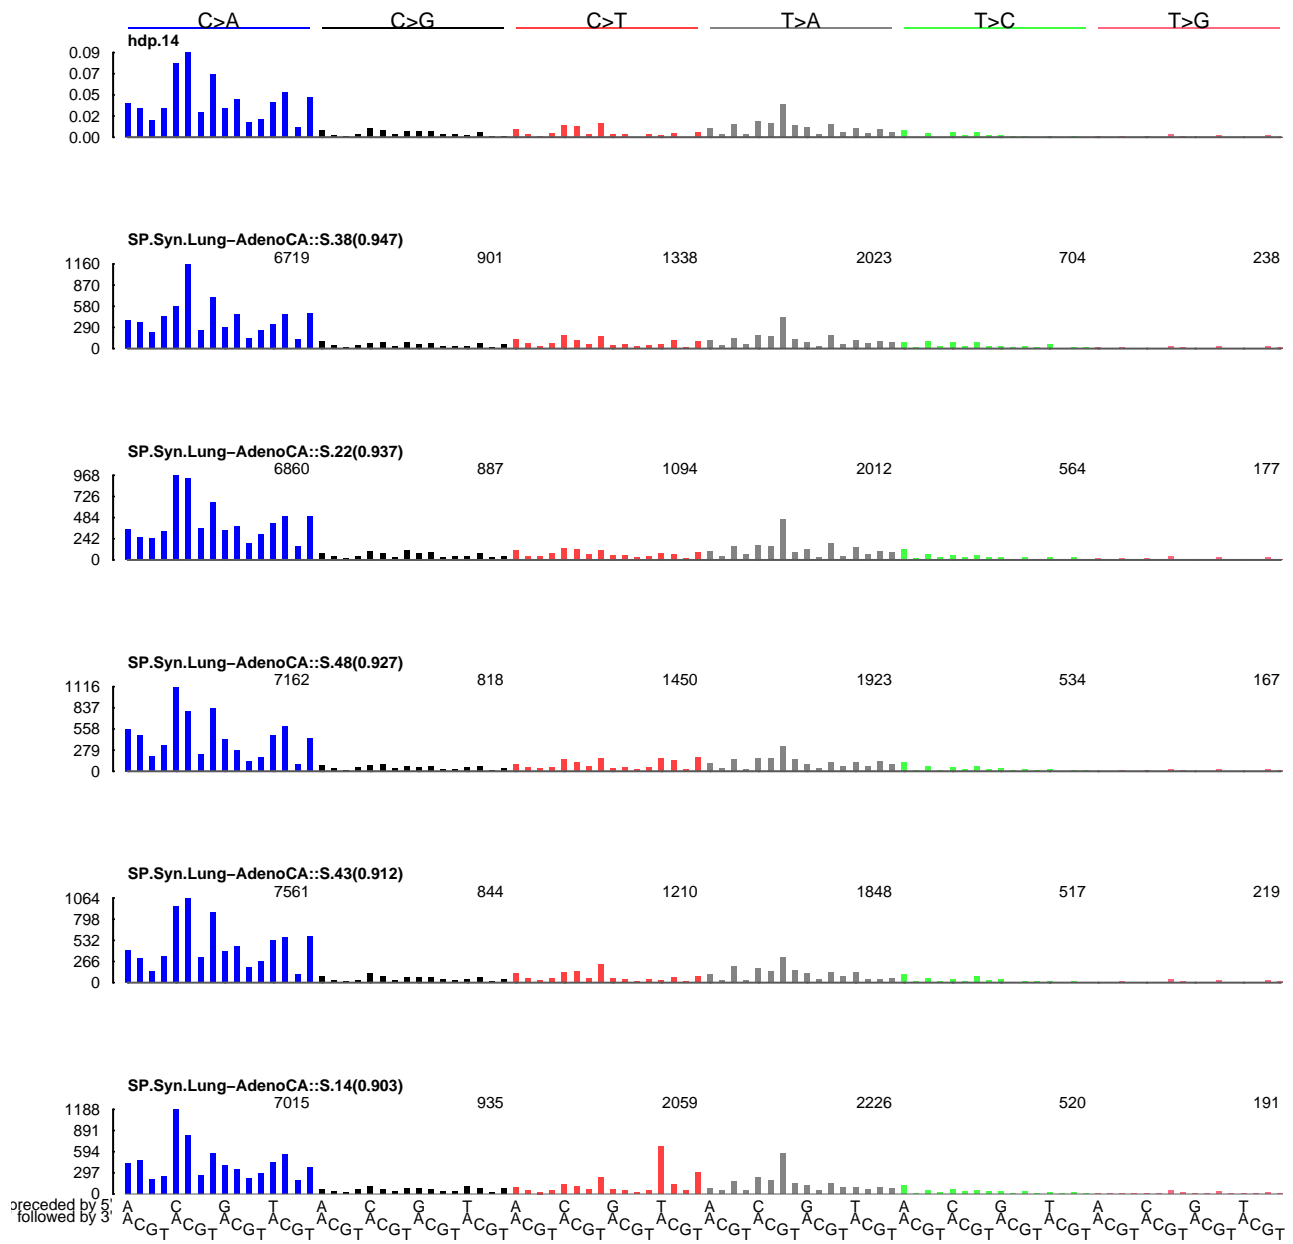 C>A C>G C>T T>A T>C T>G
hdp.14
0.09
0.07
0.05
0.02
0.00
SP.Syn.Lung−AdenoCA::S.38(0.947)
6719 901 1338 2023 704 238
1160
870
580
290
0
SP.Syn.Lung−AdenoCA::S.22(0.937)
6860 887 1094 2012 564 177
968
726
484
242
0
SP.Syn.Lung−AdenoCA::S.48(0.927)
7162 818 1450 1923 534 167
1116
837
558
279
0
SP.Syn.Lung−AdenoCA::S.43(0.912)
7561 844 1210 1848 517 219
1064
798
532
266
0
SP.Syn.Lung−AdenoCA::S.14(0.903)
7015 935 2059 2226 520 191
1188
891
594
297
0
preceded by 5' A C G T A C G T A C G T A C G T A C G T A C G T
followed by 3' ACGT ACGT ACGT ACGT ACGT ACGT ACGT ACGT ACGT ACGT ACGT ACGT ACGT ACGT ACGT ACGT ACGT ACGT ACGT ACGT ACGT ACGT ACGT ACGT